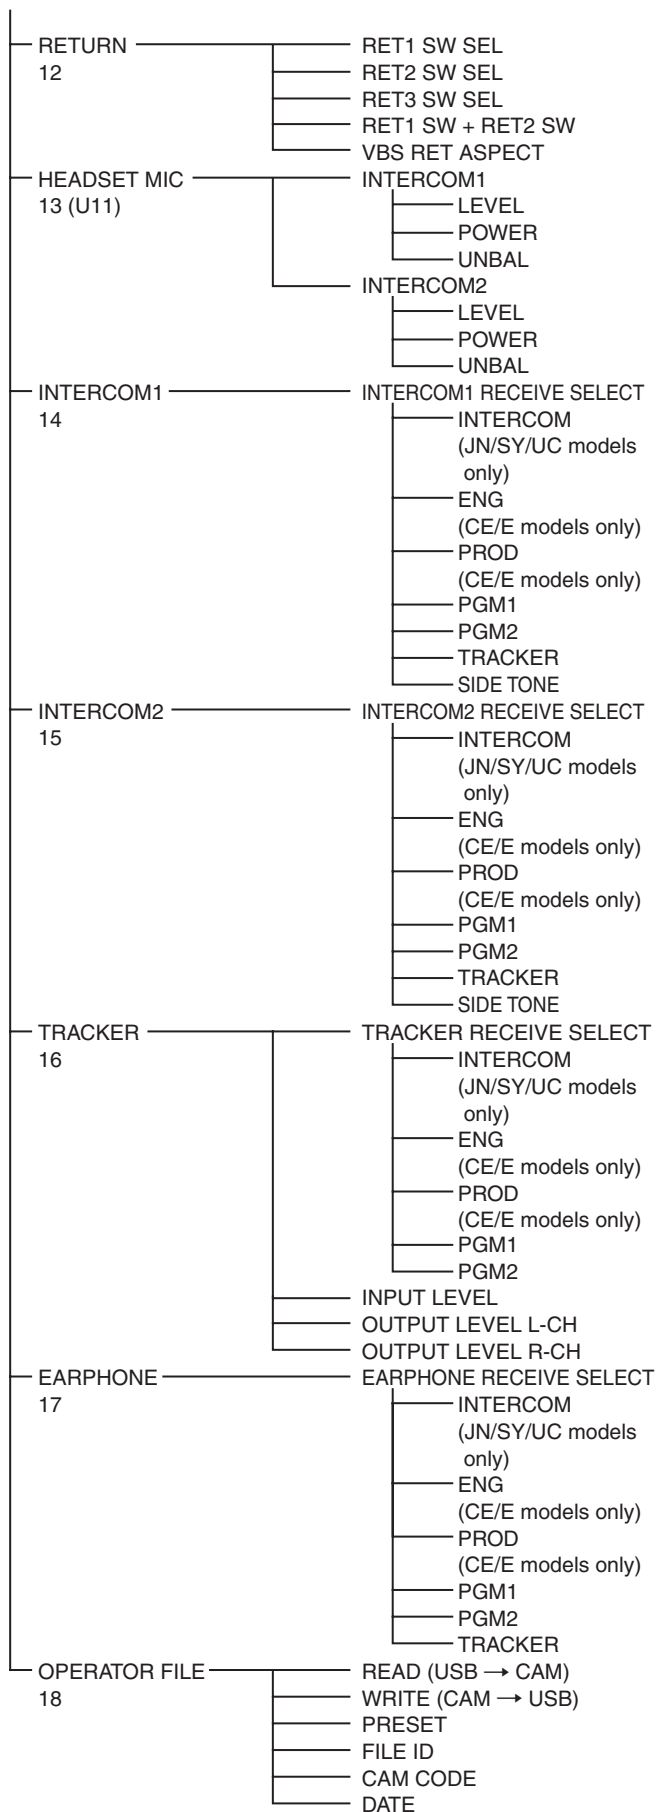 RETURN RET1 SW SEL
12 RET2 SW SEL
RET3 SW SEL
RET1 SW + RET2 SW
VBS RET ASPECT
HEADSET MIC INTERCOM1
13 (U11) LEVEL
POWER
UNBAL
INTERCOM2
LEVEL
POWER
UNBAL
INTERCOM1 INTERCOM1 RECEIVE SELECT
14 INTERCOM
(JN/SY/UC models
only)
ENG
(CE/E models only)
PROD
(CE/E models only)
PGM1
PGM2
TRACKER
SIDE TONE
INTERCOM2 INTERCOM2 RECEIVE SELECT
15 INTERCOM
(JN/SY/UC models
only)
ENG
(CE/E models only)
PROD
(CE/E models only)
PGM1
PGM2
TRACKER
SIDE TONE
TRACKER TRACKER RECEIVE SELECT
16 INTERCOM
(JN/SY/UC models
only)
ENG
(CE/E models only)
PROD
(CE/E models only)
PGM1
PGM2
INPUT LEVEL
OUTPUT LEVEL L-CH
OUTPUT LEVEL R-CH
EARPHONE EARPHONE RECEIVE SELECT
17 INTERCOM
(JN/SY/UC models
only)
ENG
(CE/E models only)
PROD
(CE/E models only)
PGM1
PGM2
TRACKER
OPERATOR FILE READ (USB → CAM)
18 WRITE (CAM → USB)
PRESET
FILE ID
CAM CODE
DATE